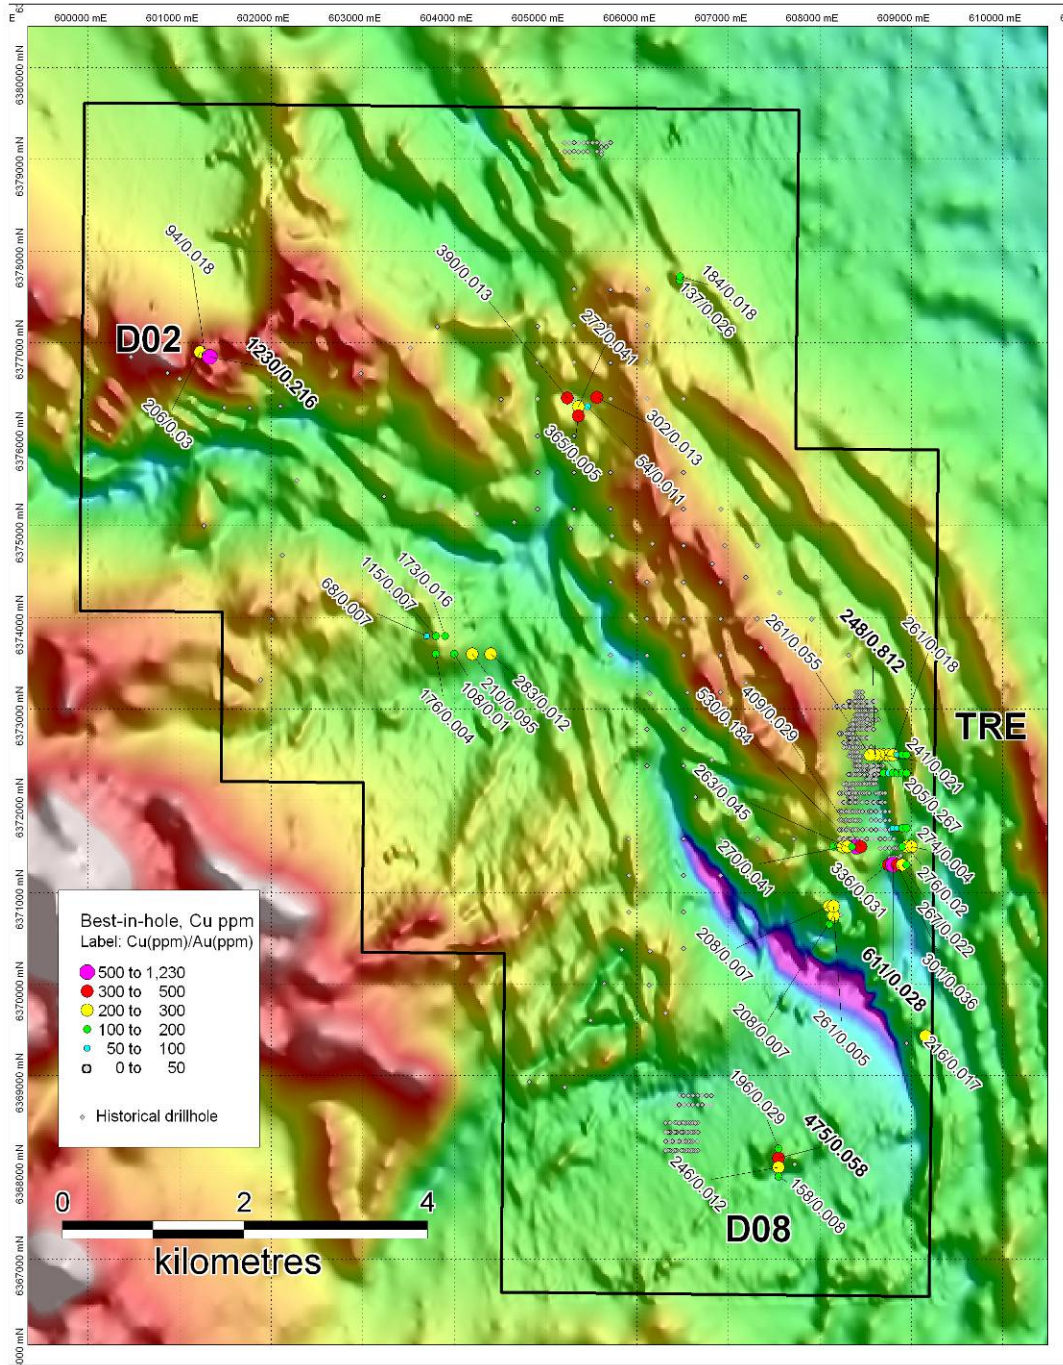 600000 mE 601000 mE 602000 mE 603000 mE 604000 mE 605000 mE 606000 mE 607000 mE 608000 mE 609000 mE 610000 mE
6380000 mN
6379000 mN
6378000 mN
6377000 mN
6376000 mN
6375000 mN
6374000 mN
6373000 mN
6372000 mN
6371000 mN
6370000 mN
6369000 mN
6368000 mN
6367000 mN
94/0.018
D02
1230/0.216
206/0.03
390/0.013
272/0.041
184/0.018
137/0.026
302/0.013
54/0.011
365/0.005
173/0.016
115/0.007
68/0.007
283/0.012
210/0.095
108/0.01
176/0.004
261/0.055
248/0.812
261/0.018
TRE
530/0.184
409/0.029
241/0.021
205/0.267
263/0.045
274/0.004
270/0.041
336/0.031
276/0.02
267/0.022
301/0.036
611/0.028
208/0.007
208/0.007
261/0.005
216/0.017
196/0.029
475/0.058
246/0.012
158/0.008
D08
Best-in-hole, Cu ppm
Label: Cu(ppm)/Au(ppm)
500 to 1,230
300 to 500
200 to 300
100 to 200
50 to 100
0 to 50
Historical drillhole
0 2 4
kilometres